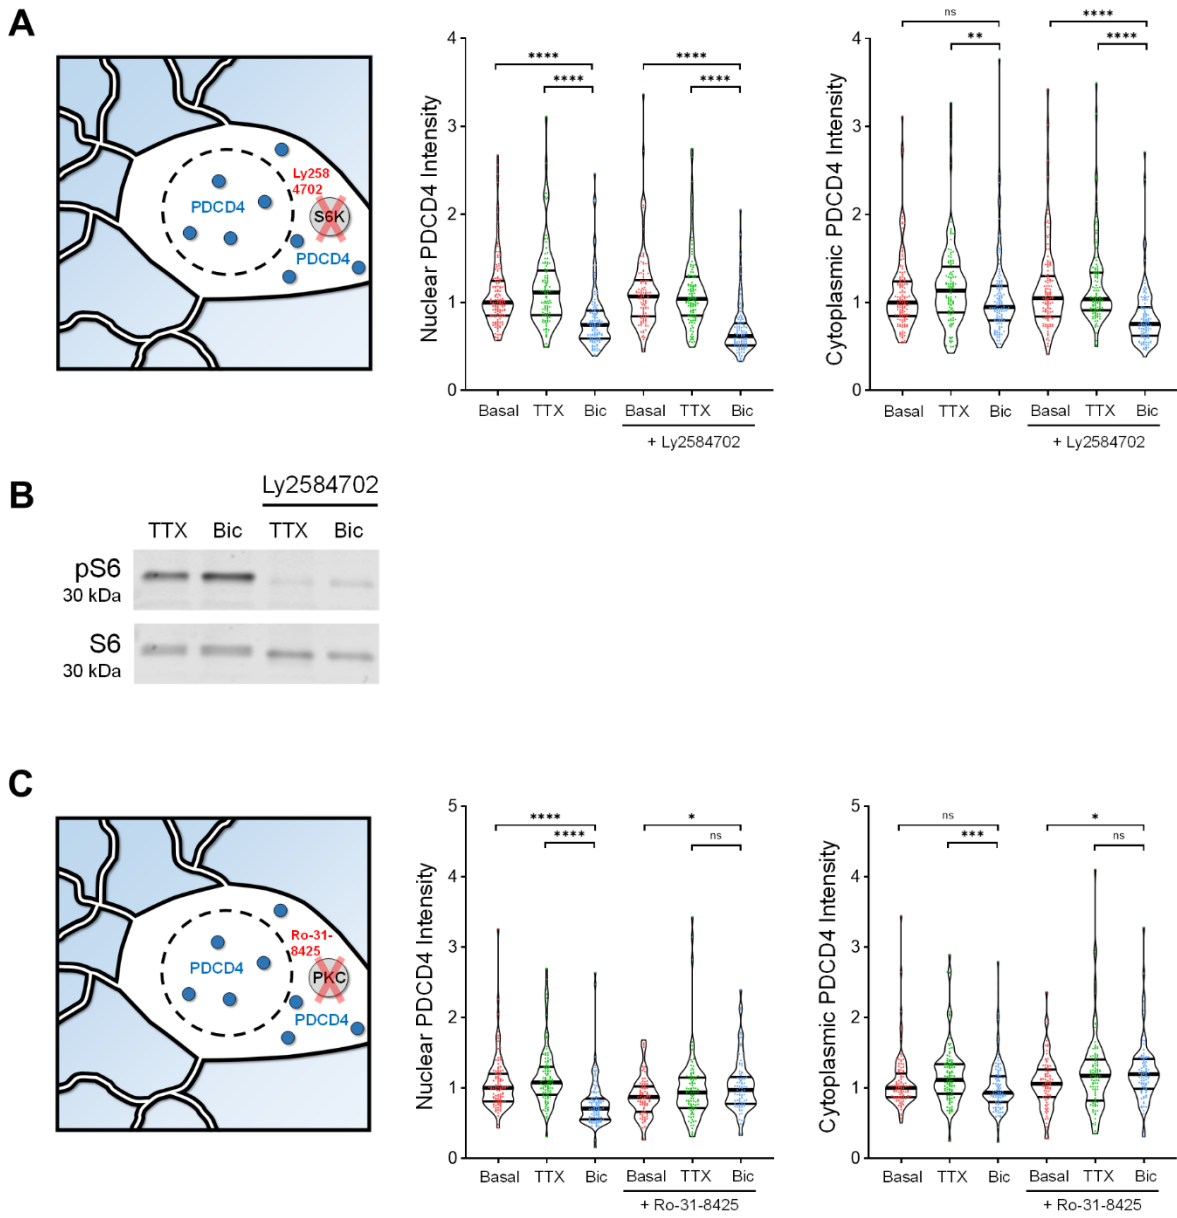 A
Ly258
4702
PDCD4
S6K
PDCD4
Nuclear PDCD4 Intensity
4
3
2
1
0
****
****
****
****
Basal TTX Bic Basal TTX Bic
+ Ly2584702
Cytoplasmic PDCD4 Intensity
4
3
2
1
0
ns
**
****
****
Basal TTX Bic Basal TTX Bic
+ Ly2584702
B
Ly2584702
TTX Bic TTX Bic
pS6
30 kDa
S6
30 kDa
C
Ro-31-
8425
PDCD4
PKC
PDCD4
Nuclear PDCD4 Intensity
5
4
3
2
1
0
****
****
*
ns
Basal TTX Bic Basal TTX Bic
+ Ro-31-8425
Cytoplasmic PDCD4 Intensity
5
4
3
2
1
0
ns
***
*
ns
Basal TTX Bic Basal TTX Bic
+ Ro-31-8425